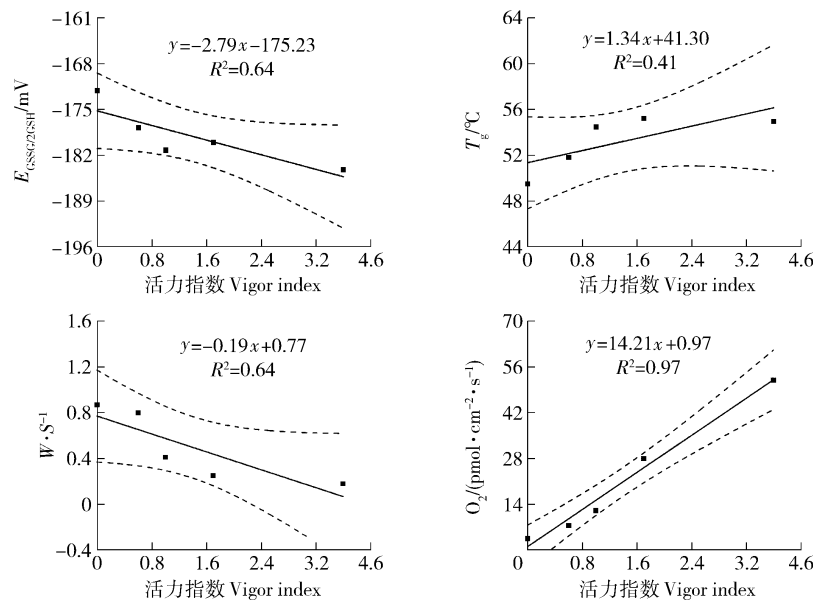 y=−2.79x−175.23
R²=0.64
E_GSSG/2GSH/mV
−161
−168
−175
−182
−189
−196
0 0.8 1.6 2.4 3.2 4.6
活力指数 Vigor index
y=1.34x+41.30
R²=0.41
T_g/℃
64
60
56
52
48
44
0 0.8 1.6 2.4 3.2 4.6
活力指数 Vigor index
y=−0.19x+0.77
R²=0.64
W·S⁻¹
1.6
1.2
0.8
0.4
0
−0.4
0 0.8 1.6 2.4 3.2 4.6
活力指数 Vigor index
y=14.21x+0.97
R²=0.97
O₂/(pmol·cm⁻²·s⁻¹)
70
56
42
28
14
0 0.8 1.6 2.4 3.2 4.6
活力指数 Vigor index